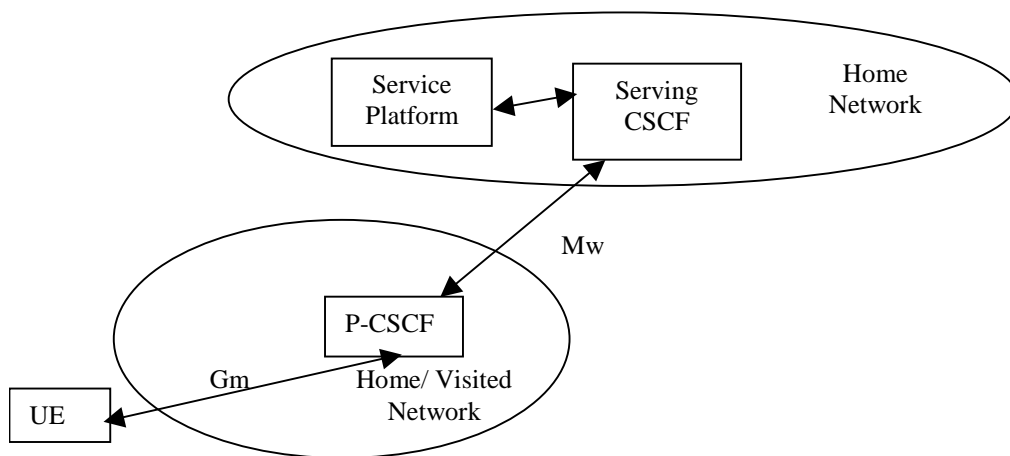 Service
Platform
Serving
CSCF
Home
Network
Mw
P-CSCF
Gm
Home/ Visited
Network
UE